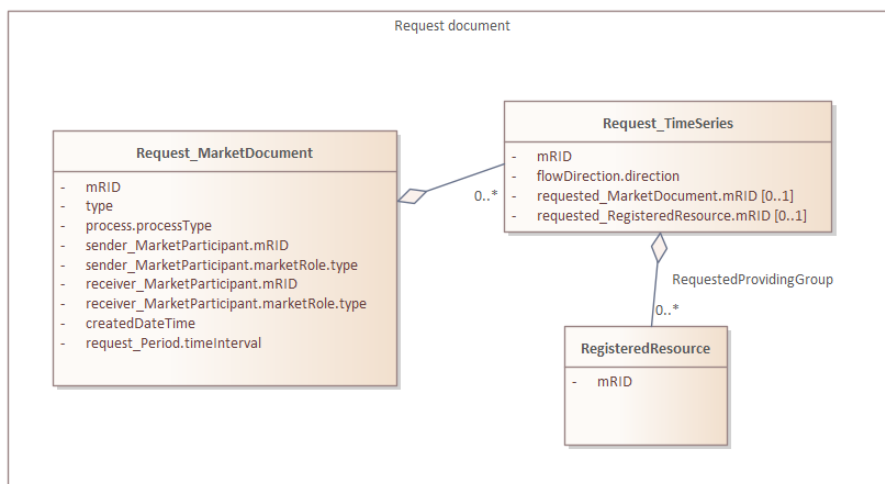 Request document
Request_MarketDocument
- mRID
- type
- process.processType
- sender_MarketParticipant.mRID
- sender_MarketParticipant.marketRole.type
- receiver_MarketParticipant.mRID
- receiver_MarketParticipant.marketRole.type
- createdDateTime
- request_Period.timeInterval
0..*
Request_TimeSeries
- mRID
- flowDirection.direction
- requested_MarketDocument.mRID [0..1]
- requested_RegisteredResource.mRID [0..1]
RequestedProvidingGroup
0..*
RegisteredResource
- mRID